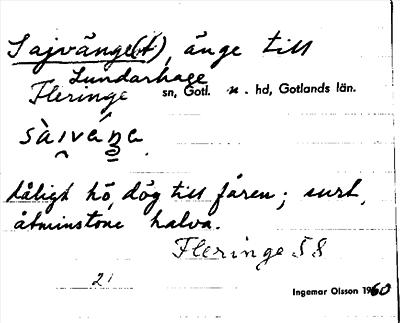 Sajvänge(t), änge till
Lundarhage
Fleringe sn, Gotl. n. hd, Gotlands län.
sàıvéŋe
dåligt hö, dög till fåren; surt,
åtminstone halva.
Fleringe 58
21
Ingemar Olsson 1960